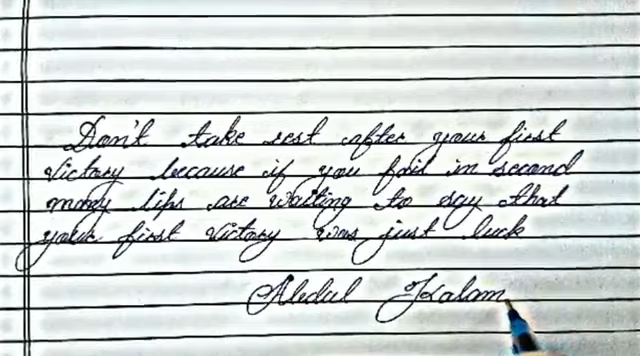 Don't take rest after your first
Victory because if you fail in second
many lips are waiting to say that
your first victory was just luck
Abdul Kalam